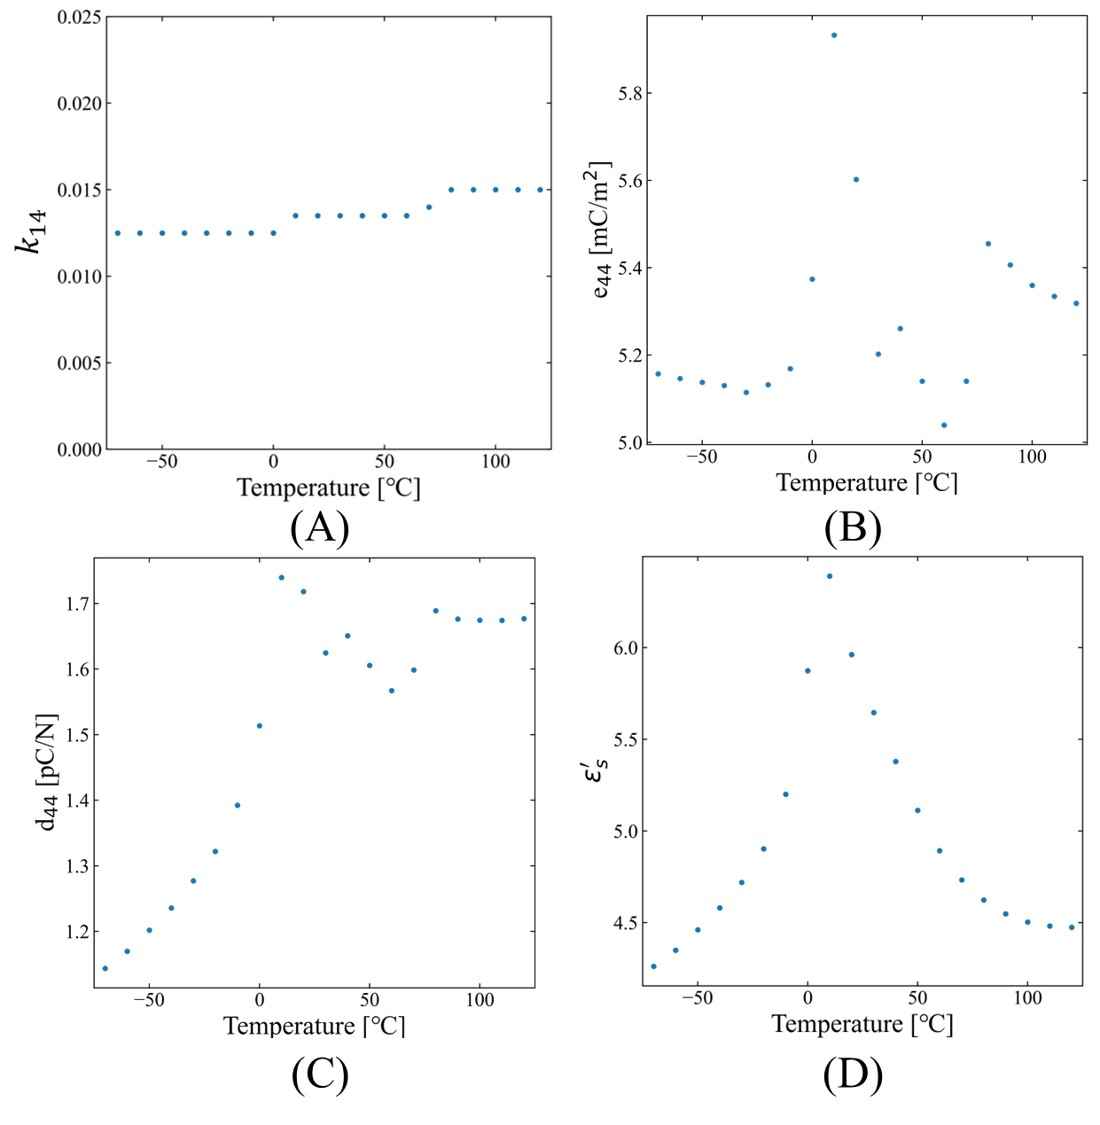 0.025
0.020
0.015
0.010
0.005
0.000
k₁₄
−50 0 50 100
Temperature [℃]
(A)
5.8
5.6
5.4
5.2
5.0
e₄₄ [mC/m²]
−50 0 50 100
Temperature [℃]
(B)
1.7
1.6
1.5
1.4
1.3
1.2
d₄₄ [pC/N]
−50 0 50 100
Temperature [℃]
(C)
6.0
5.5
5.0
4.5
ε′ₛ
−50 0 50 100
Temperature [℃]
(D)